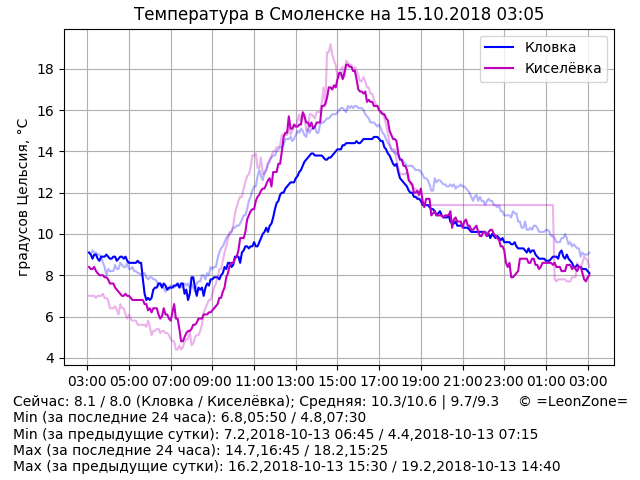 Температура в Смоленске на 15.10.2018 03:05
Кловка
Киселёвка
градусов Цельсия, °C
18
16
14
12
10
8
6
4
03:00 05:00 07:00 09:00 11:00 13:00 15:00 17:00 19:00 21:00 23:00 01:00 03:00
Сейчас: 8.1 / 8.0 (Кловка / Киселёвка); Средняя: 10.3/10.6 | 9.7/9.3 © =LeonZone=
Min (за последние 24 часа): 6.8,05:50 / 4.8,07:30
Min (за предыдущие сутки): 7.2,2018-10-13 06:45 / 4.4,2018-10-13 07:15
Max (за последние 24 часа): 14.7,16:45 / 18.2,15:25
Max (за предыдущие сутки): 16.2,2018-10-13 15:30 / 19.2,2018-10-13 14:40